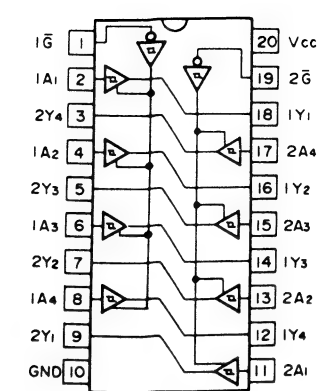 1G̅ 1 20 Vcc
1A1 2 19 2G̅
2Y4 3 18 1Y1
1A2 4 17 2A4
2Y3 5 16 1Y2
1A3 6 15 2A3
2Y2 7 14 1Y3
1A4 8 13 2A2
2Y1 9 12 1Y4
GND 10 11 2A1